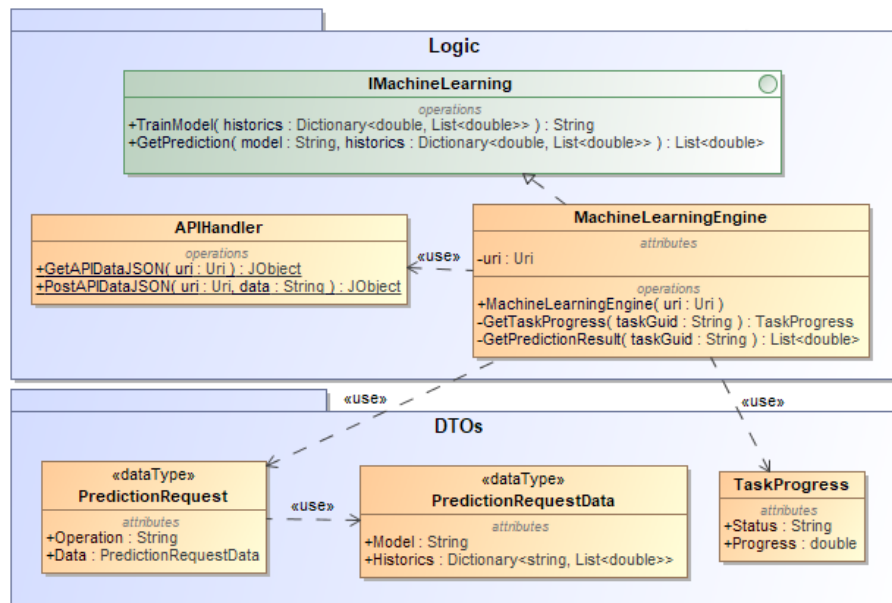 Logic
IMachineLearning
operations
+TrainModel( historics : Dictionary<double, List<double>> ) : String
+GetPrediction( model : String, historics : Dictionary<double, List<double>> ) : List<double>
APIHandler
operations
+GetAPIDataJSON( uri : Uri ) : JObject
+PostAPIDataJSON( uri : Uri, data : String ) : JObject
«use»
MachineLearningEngine
attributes
-uri : Uri
operations
+MachineLearningEngine( uri : Uri )
-GetTaskProgress( taskGuid : String ) : TaskProgress
-GetPredictionResult( taskGuid : String ) : List<double>
«use»
«use»
DTOs
«dataType»
PredictionRequest
attributes
+Operation : String
+Data : PredictionRequestData
«use»
«dataType»
PredictionRequestData
attributes
+Model : String
+Historics : Dictionary<string, List<double>>
TaskProgress
attributes
+Status : String
+Progress : double